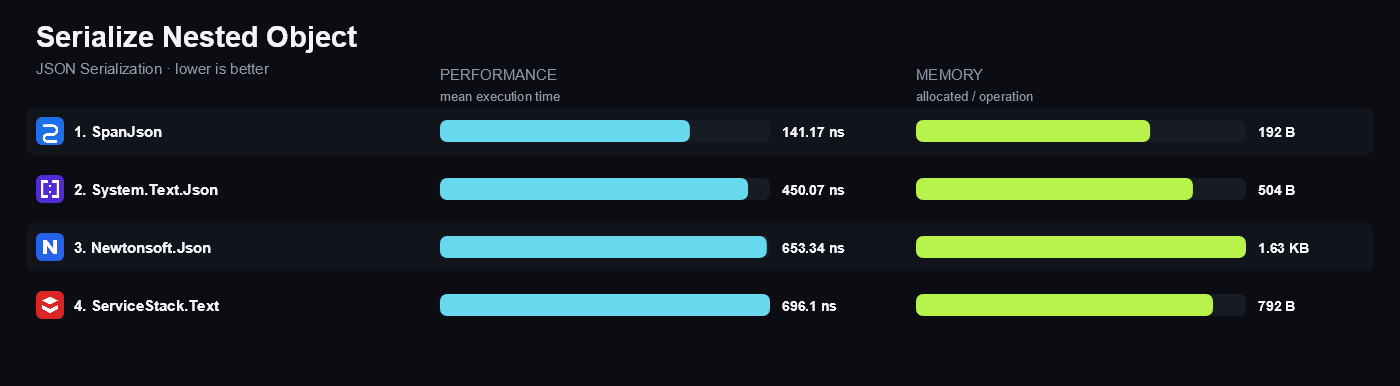 Serialize Nested Object
JSON Serialization · lower is better
PERFORMANCE
mean execution time
MEMORY
allocated / operation
1. SpanJson 141.17 ns 192 B
2. System.Text.Json 450.07 ns 504 B
N 3. Newtonsoft.Json 653.34 ns 1.63 KB
4. ServiceStack.Text 696.1 ns 792 B